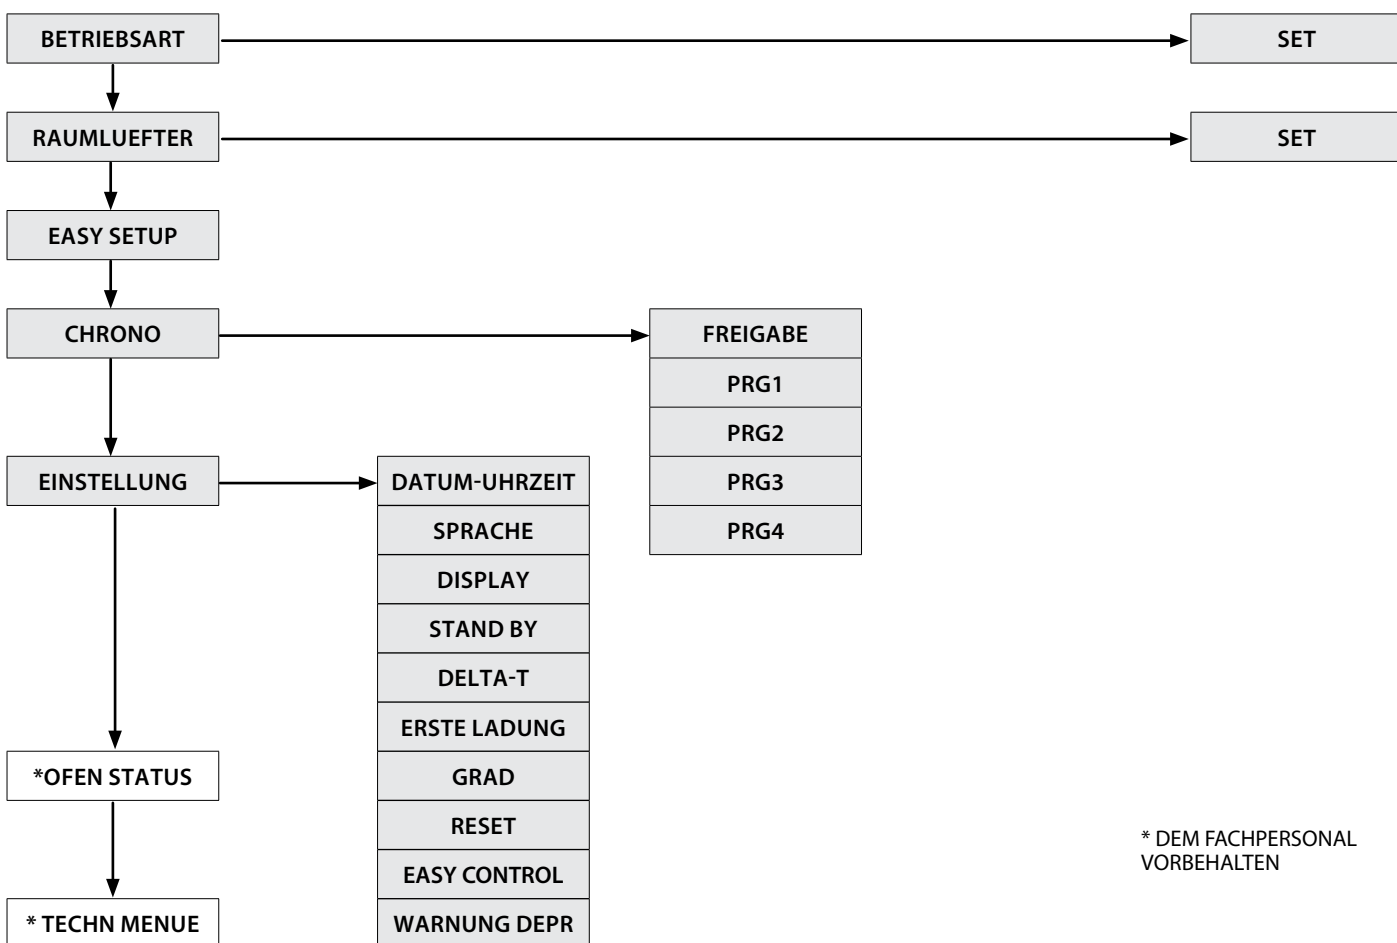 BETRIEBSART
SET
RAUMLUEFTER
SET
EASY SETUP
CHRONO
FREIGABE
PRG1
PRG2
PRG3
PRG4
EINSTELLUNG
DATUM-UHRZEIT
SPRACHE
DISPLAY
STAND BY
DELTA-T
ERSTE LADUNG
GRAD
RESET
EASY CONTROL
WARNUNG DEPR
*OFEN STATUS
* TECHN MENUE
* DEM FACHPERSONAL
VORBEHALTEN